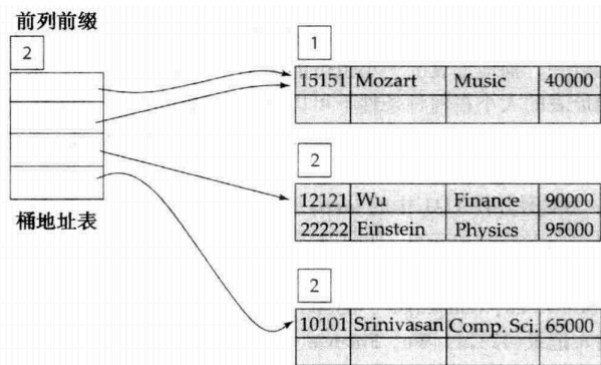 前列前缀
2
1
15151 Mozart Music 40000
2
12121 Wu Finance 90000
22222 Einstein Physics 95000
桶地址表
2
10101 Srinivasan Comp. Sci. 65000